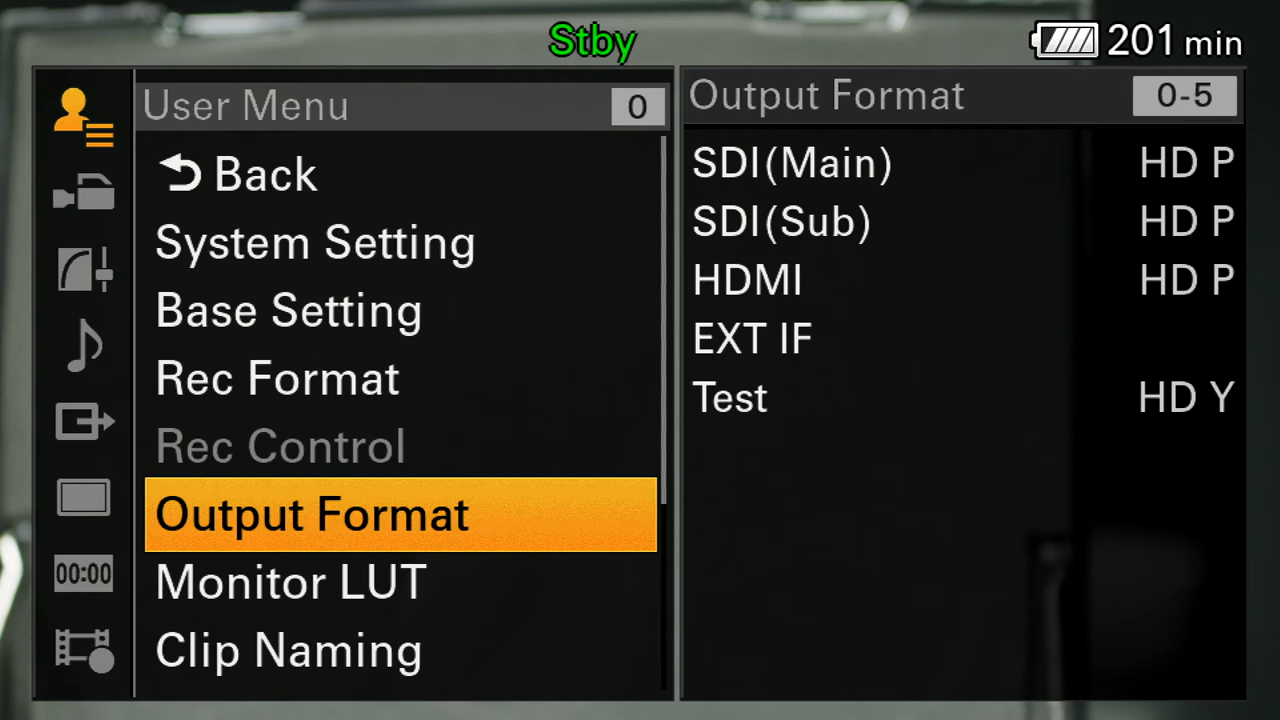 Stby
201 min
User Menu 0
Back
System Setting
Base Setting
Rec Format
Rec Control
Output Format
Monitor LUT
Clip Naming
00:00
Output Format 0-5
SDI(Main) HD P
SDI(Sub) HD P
HDMI HD P
EXT IF
Test HD Y